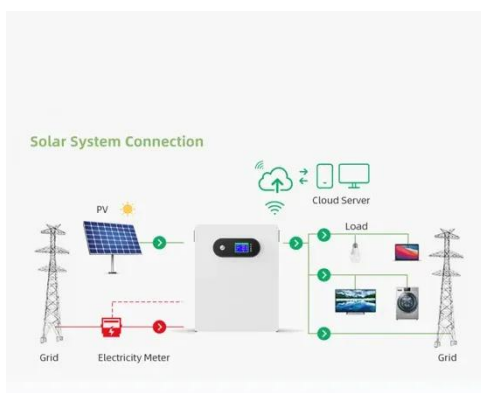 Solar System Connection
Cloud Server
PV
Load
Grid
Electricity Meter
Grid